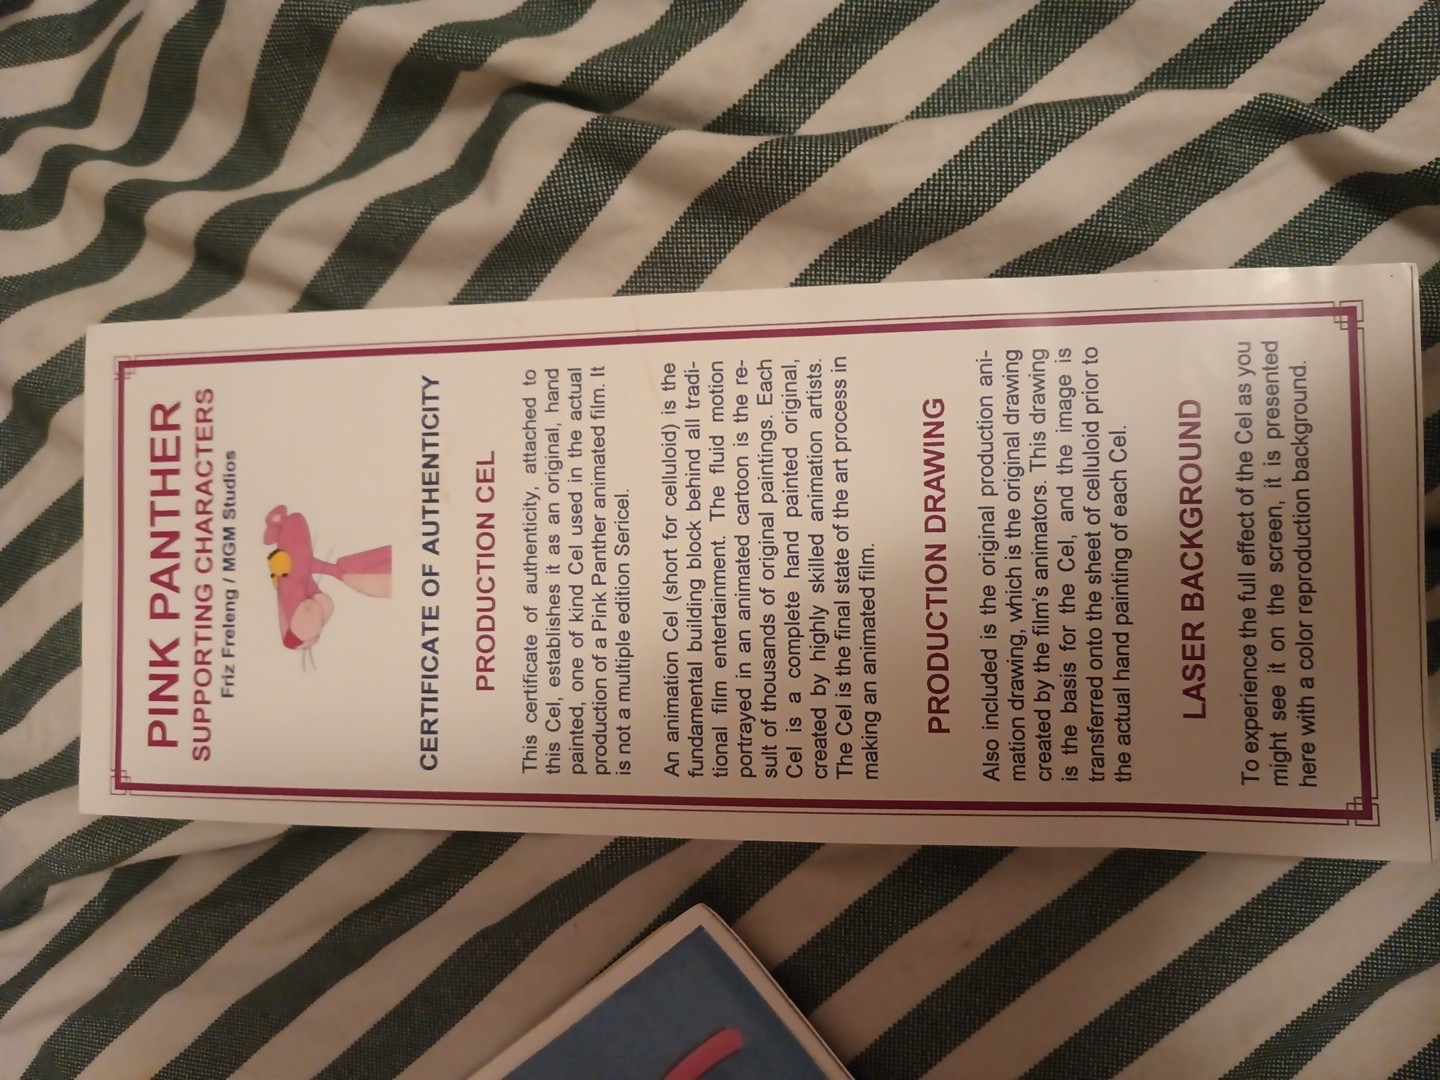 PINK PANTHER
SUPPORTING CHARACTERS
Friz Freleng / MGM Studios
CERTIFICATE OF AUTHENTICITY
PRODUCTION CEL
This certificate of authenticity, attached to
this Cel, establishes it as an original, hand
painted, one of kind Cel used in the actual
production of a Pink Panther animated film. It
is not a multiple edition Sericel.
An animation Cel (short for celluloid) is the
fundamental building block behind all tradi-
tional film entertainment. The fluid motion
portrayed in an animated cartoon is the re-
sult of thousands of original paintings. Each
Cel is a complete hand painted original,
created by highly skilled animation artists.
The Cel is the final state of the art process in
making an animated film.
PRODUCTION DRAWING
Also included is the original production ani-
mation drawing, which is the original drawing
created by the film's animators. This drawing
is the basis for the Cel, and the image is
transferred onto the sheet of celluloid prior to
the actual hand painting of each Cel.
LASER BACKGROUND
To experience the full effect of the Cel as you
might see it on the screen, it is presented
here with a color reproduction background.